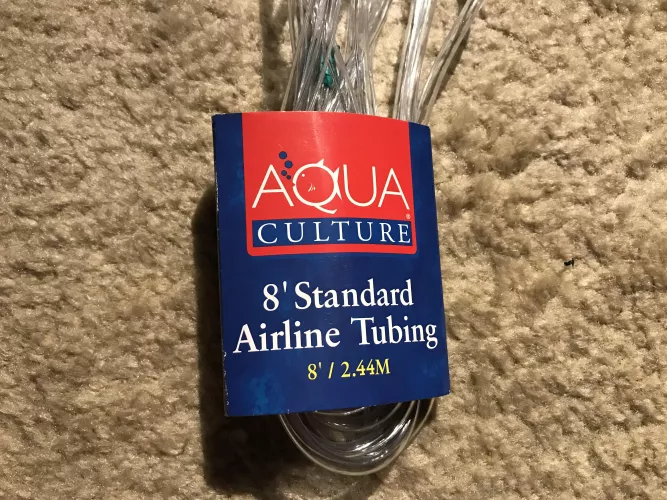 AQUA
CULTURE®
8' Standard
Airline Tubing
8' / 2.44M